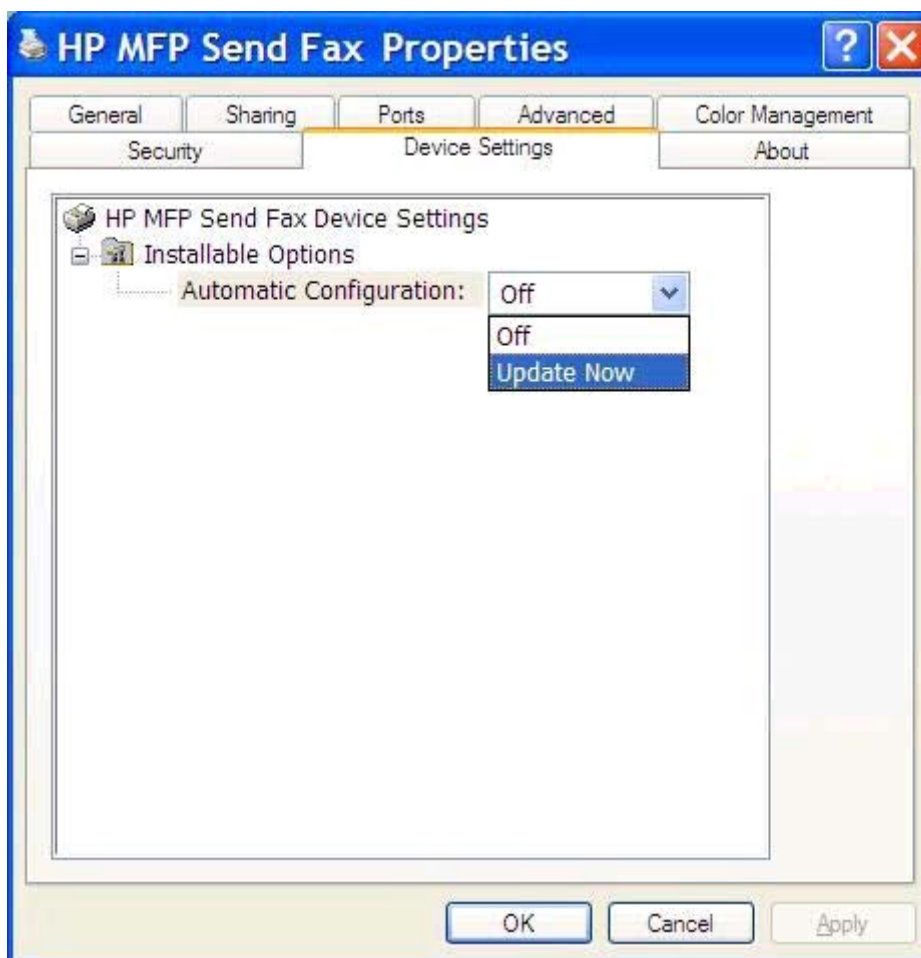 HP MFP Send Fax Properties
General Sharing Ports Advanced Color Management
Security Device Settings About
HP MFP Send Fax Device Settings
Installable Options
Automatic Configuration: Off
Off
Update Now
OK Cancel Apply